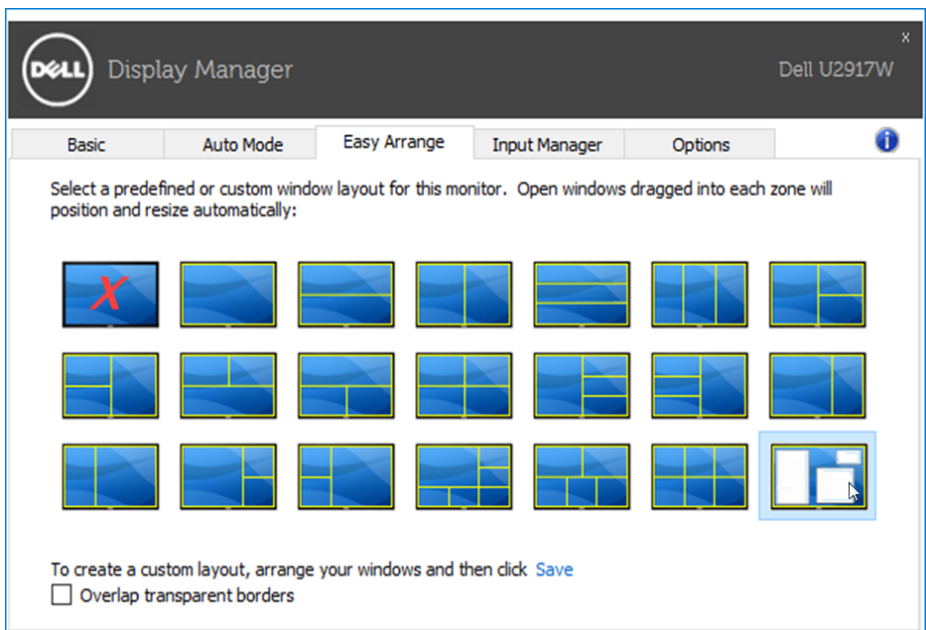 x
DELL Display Manager Dell U2917W
Basic Auto Mode Easy Arrange Input Manager Options i
Select a predefined or custom window layout for this monitor. Open windows dragged into each zone will
position and resize automatically:
X
To create a custom layout, arrange your windows and then click Save
Overlap transparent borders